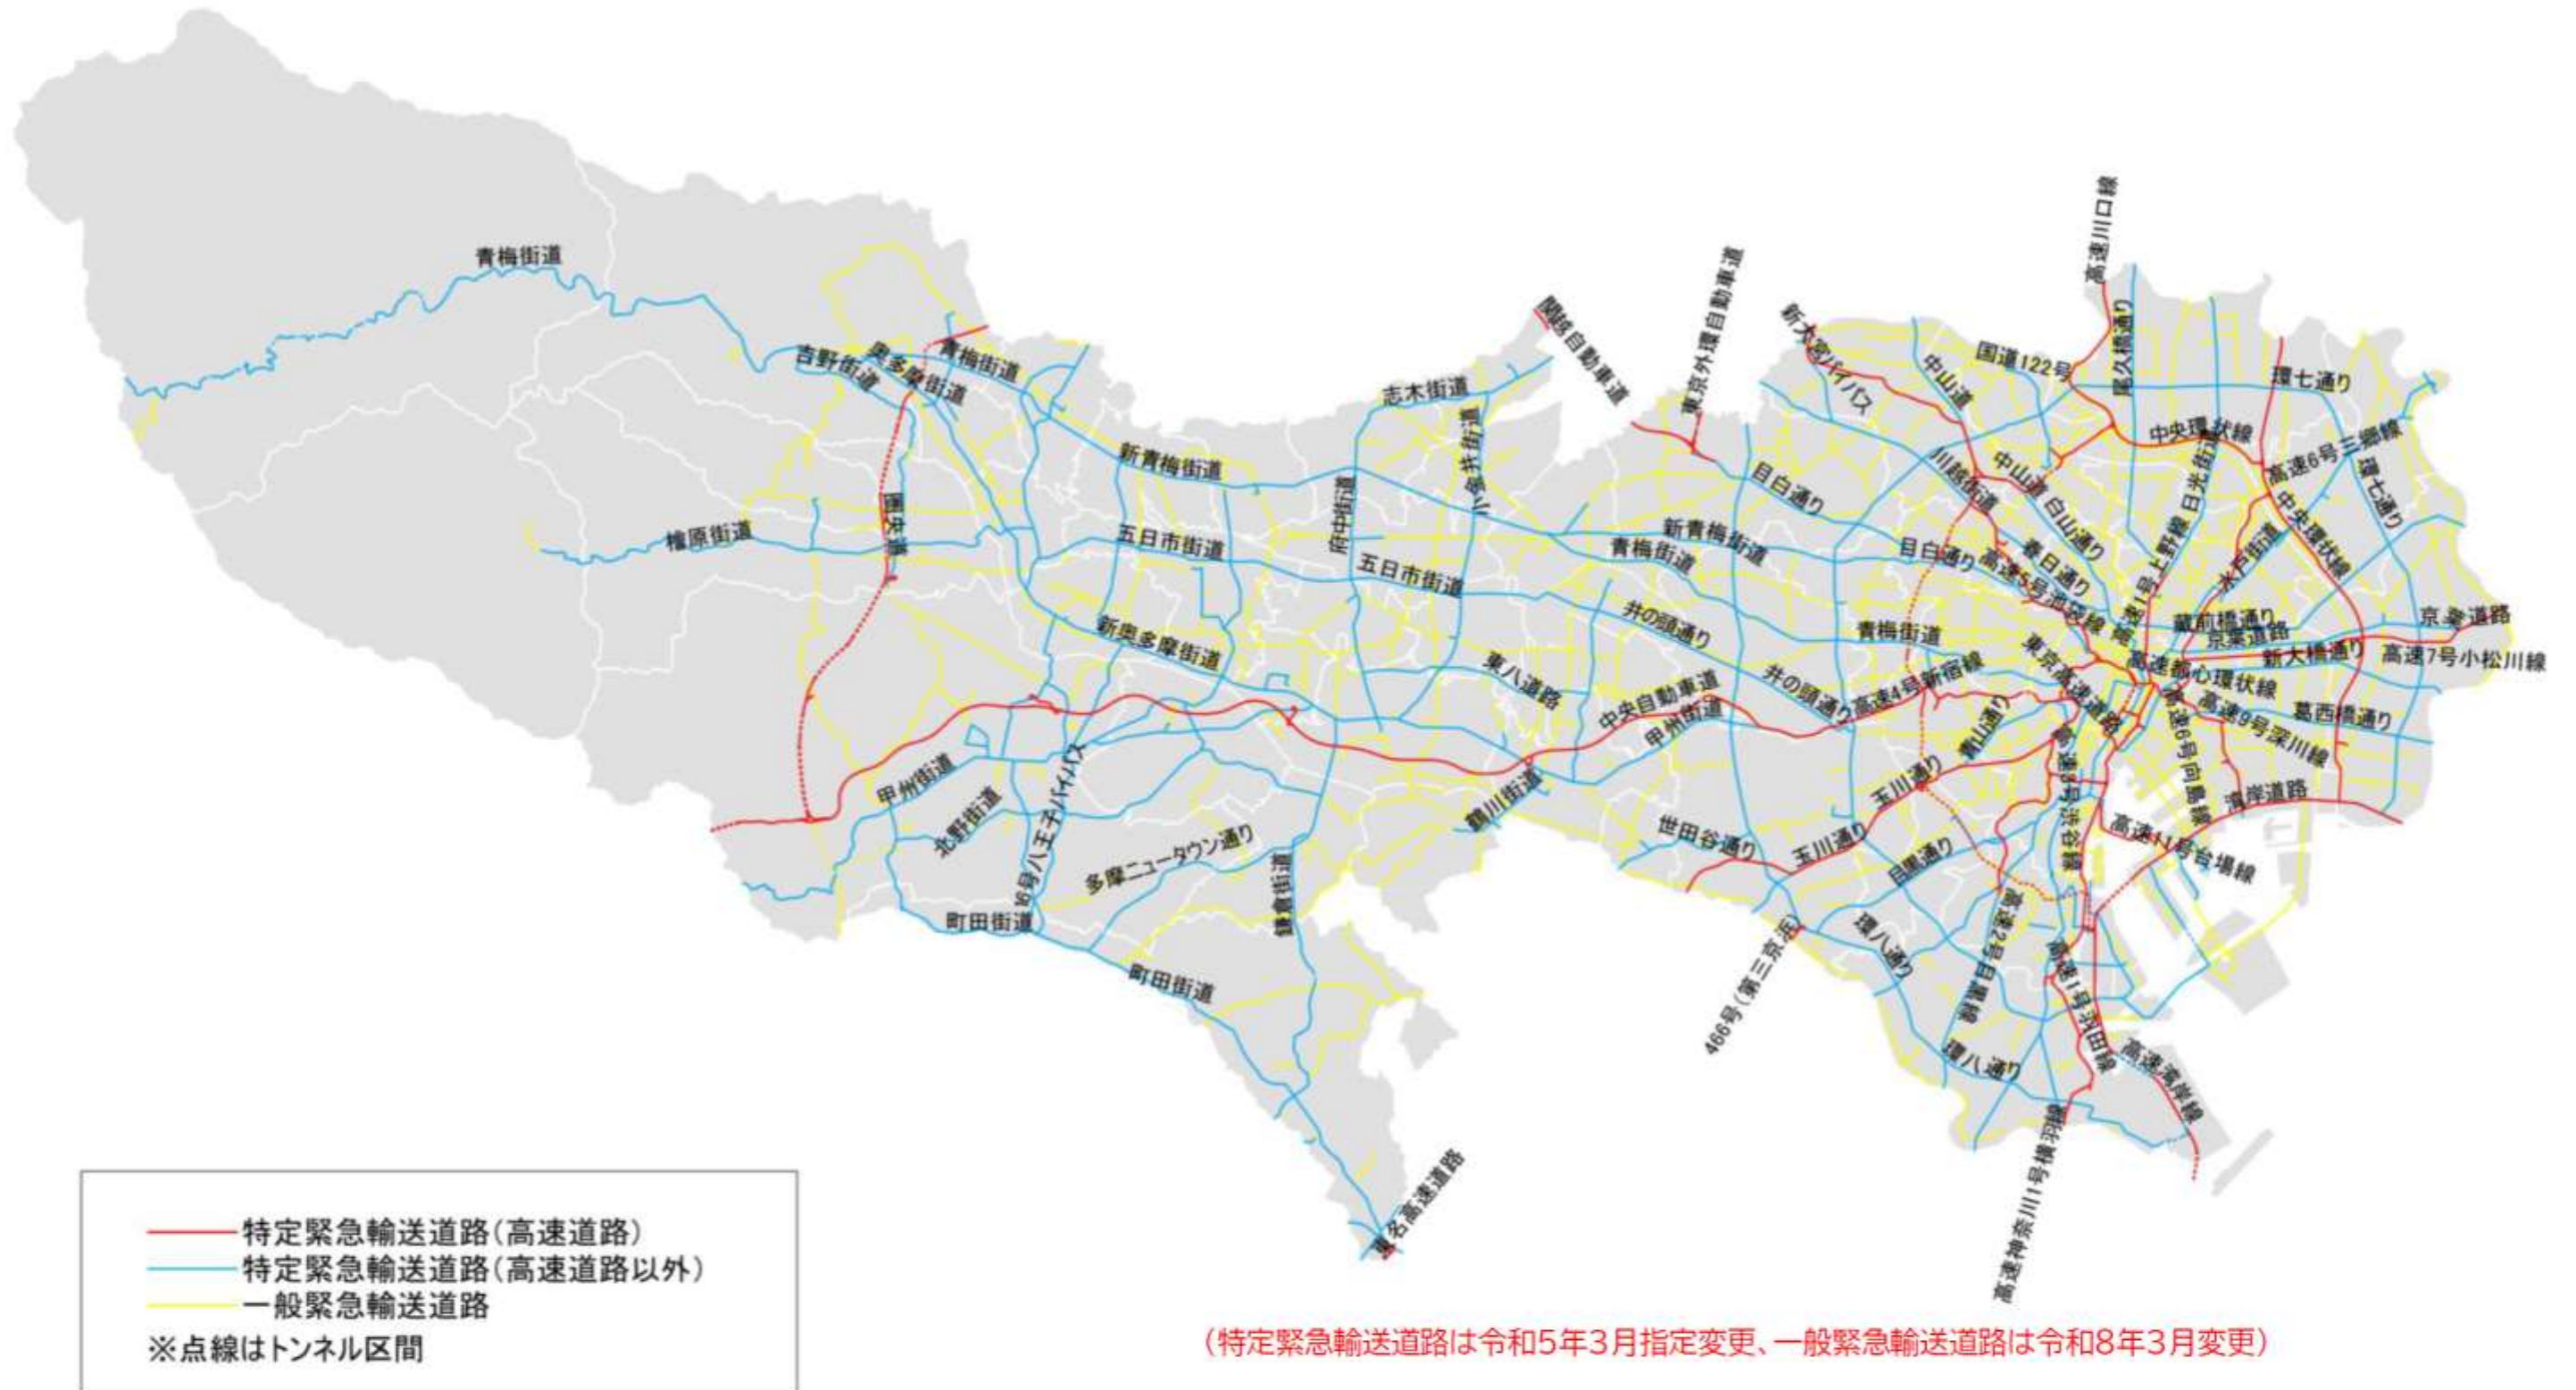 高速川口線
青梅街道
東京外環自動車道
関越自動車道
新大宮バイパス
国道122号
尾久橋通り
中山道
環七通り
吉野街道
奥多摩街道
青梅街道
志木街道
小金井街道
中央環状線
高速6号三郷線
環七通り
新青梅街道
府中街道
目白通り
川越街道
中山道
白山通り
日光街道
中央環状線
圏央道
檜原街道
五日市街道
五日市街道
新青梅街道
青梅街道
目白通り
高速5号池袋線
春日通り
高速1号上野線
水戸街道
蔵前橋通り
京葉道路
京葉道路
新大橋通り
高速7号小松川線
新奥多摩街道
井の頭通り
青梅街道
東八道路
中央自動車道
甲州街道
井の頭通り
高速4号新宿線
東京高速道路
高速都心環状線
高速9号深川線
葛西橋通り
青山通り
高速6号向島線
湾岸道路
甲州街道
北野街道
16号/八王子バイパス
鶴川街道
玉川通り
高速3号渋谷線
世田谷通り
玉川通り
目黒通り
高速11号台場線
多摩ニュータウン通り
鎌倉街道
町田街道
町田街道
466号(第三京浜)
環八通り
高速2号目黒線
高速1号羽田線
環八通り
高速湾岸線
高速神奈川1号横羽線
東名高速道路
特定緊急輸送道路(高速道路)
特定緊急輸送道路(高速道路以外)
一般緊急輸送道路
※点線はトンネル区間
(特定緊急輸送道路は令和5年3月指定変更、一般緊急輸送道路は令和8年3月変更)